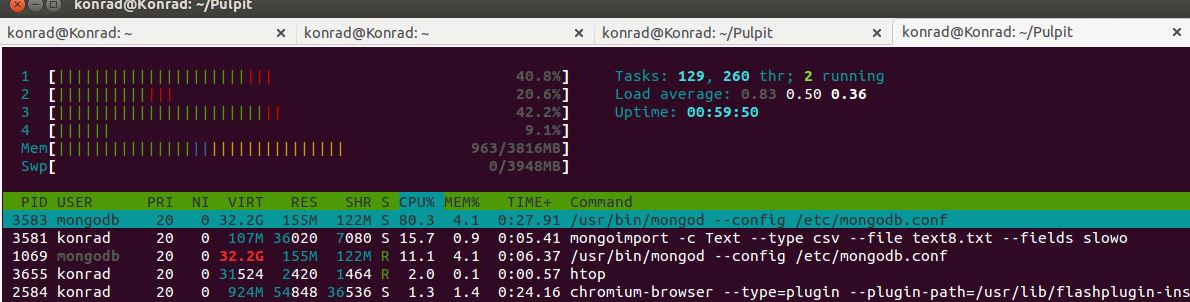 konrad@Konrad: ~/Pulpit
konrad@Konrad: ~ × konrad@Konrad: ~ × konrad@Konrad: ~/Pulpit × konrad@Konrad: ~/Pulpit ×
1 [||||||||||||||||||||||||| 40.8%] Tasks: 129, 260 thr; 2 running
2 [||||||||||||| 20.6%] Load average: 0.83 0.50 0.36
3 [|||||||||||||||||||||||||| 42.2%] Uptime: 00:59:50
4 [|||||| 9.1%]
Mem[||||||||||||||||||||||||||||||||| 963/3816MB]
Swp[ 0/3948MB]
PID USER PRI NI VIRT RES SHR S CPU% MEM% TIME+ Command
3583 mongodb 20 0 32.2G 155M 122M S 80.3 4.1 0:27.91 /usr/bin/mongod --config /etc/mongodb.conf
3581 konrad 20 0 107M 36020 7080 S 15.7 0.9 0:05.41 mongoimport -c Text --type csv --file text8.txt --fields slowo
1069 mongodb 20 0 32.2G 155M 122M R 11.1 4.1 0:06.37 /usr/bin/mongod --config /etc/mongodb.conf
3655 konrad 20 0 31524 2420 1464 R 2.0 0.1 0:00.57 htop
2584 konrad 20 0 924M 54848 36536 S 1.3 1.4 0:24.16 chromium-browser --type=plugin --plugin-path=/usr/lib/flashplugin-ins